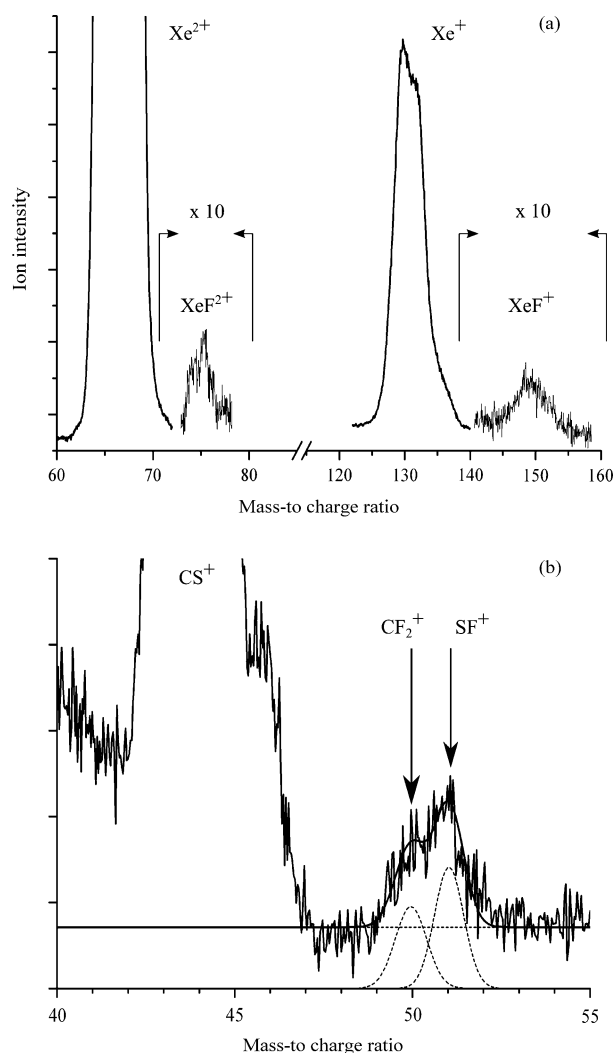 (a)
Xe²⁺ Xe⁺
x 10 x 10
XeF²⁺ XeF⁺
Ion intensity
60 70 80 120 130 140 150 160
Mass-to charge ratio
(b)
CS⁺
CF₂⁺ SF⁺
40 45 50 55
Mass-to charge ratio